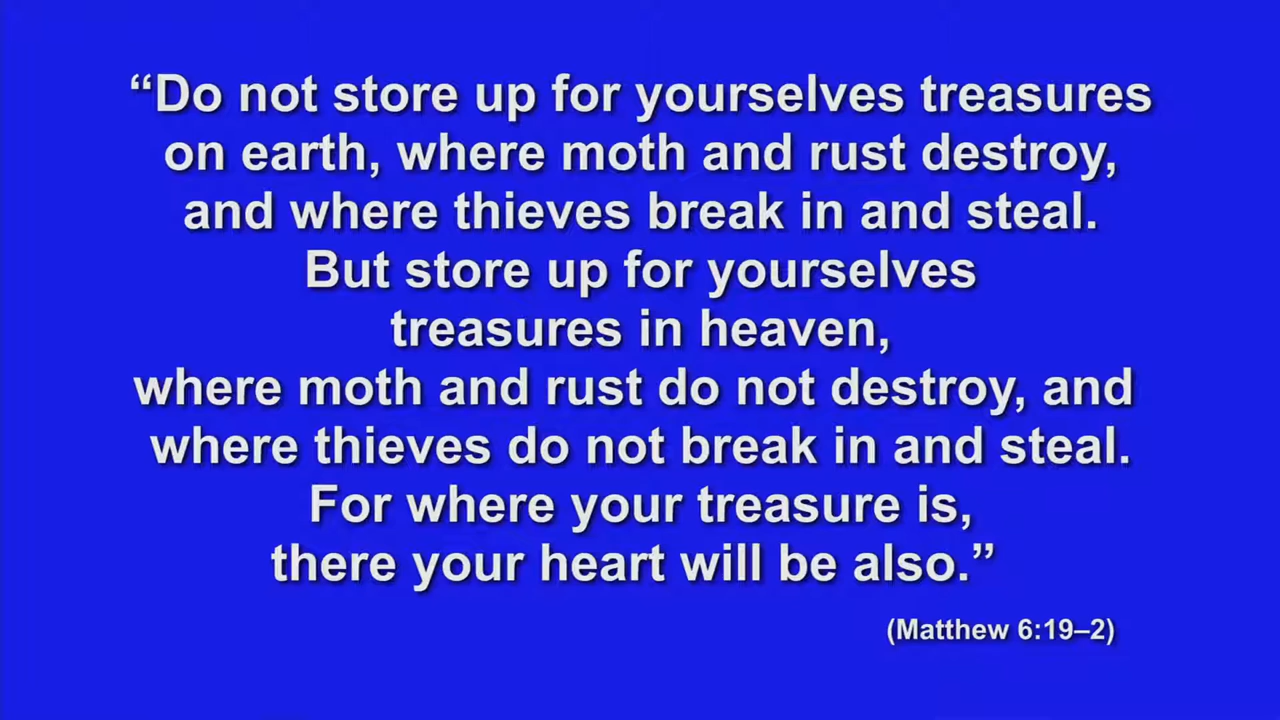 “Do not store up for yourselves treasures
on earth, where moth and rust destroy,
and where thieves break in and steal.
But store up for yourselves
treasures in heaven,
where moth and rust do not destroy, and
where thieves do not break in and steal.
For where your treasure is,
there your heart will be also.”
(Matthew 6:19–2)